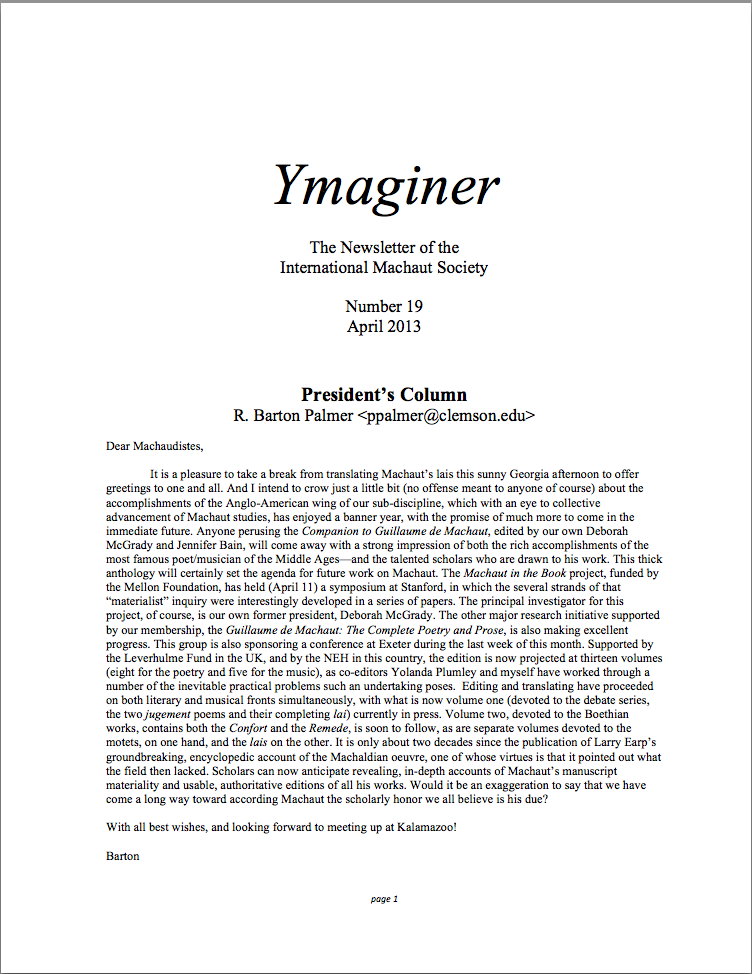 Ymaginer
The Newsletter of the
International Machaut Society
Number 19
April 2013
President’s Column
R. Barton Palmer <ppalmer@clemson.edu>
Dear Machaudistes,
It is a pleasure to take a break from translating Machaut’s lais this sunny Georgia afternoon to offer
greetings to one and all. And I intend to crow just a little bit (no offense meant to anyone of course) about the
accomplishments of the Anglo-American wing of our sub-discipline, which with an eye to collective
advancement of Machaut studies, has enjoyed a banner year, with the promise of much more to come in the
immediate future. Anyone perusing the Companion to Guillaume de Machaut, edited by our own Deborah
McGrady and Jennifer Bain, will come away with a strong impression of both the rich accomplishments of the
most famous poet/musician of the Middle Ages—and the talented scholars who are drawn to his work. This thick
anthology will certainly set the agenda for future work on Machaut. The Machaut in the Book project, funded by
the Mellon Foundation, has held (April 11) a symposium at Stanford, in which the several strands of that
“materialist” inquiry were interestingly developed in a series of papers. The principal investigator for this
project, of course, is our own former president, Deborah McGrady. The other major research initiative supported
by our membership, the Guillaume de Machaut: The Complete Poetry and Prose, is also making excellent
progress. This group is also sponsoring a conference at Exeter during the last week of this month. Supported by
the Leverhulme Fund in the UK, and by the NEH in this country, the edition is now projected at thirteen volumes
(eight for the poetry and five for the music), as co-editors Yolanda Plumley and myself have worked through a
number of the inevitable practical problems such an undertaking poses.  Editing and translating have proceeded
on both literary and musical fronts simultaneously, with what is now volume one (devoted to the debate series,
the two jugement poems and their completing lai) currently in press. Volume two, devoted to the Boethian
works, contains both the Confort and the Remede, is soon to follow, as are separate volumes devoted to the
motets, on one hand, and the lais on the other. It is only about two decades since the publication of Larry Earp’s
groundbreaking, encyclopedic account of the Machaldian oeuvre, one of whose virtues is that it pointed out what
the field then lacked. Scholars can now anticipate revealing, in-depth accounts of Machaut’s manuscript
materiality and usable, authoritative editions of all his works. Would it be an exaggeration to say that we have
come a long way toward according Machaut the scholarly honor we all believe is his due?
With all best wishes, and looking forward to meeting up at Kalamazoo!
Barton
page 1